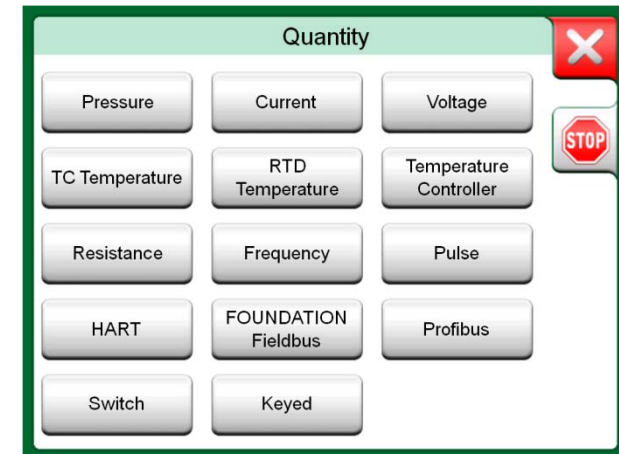 Quantity
Pressure
Current
Voltage
STOP
TC Temperature
RTD
Temperature
Temperature
Controller
Resistance
Frequency
Pulse
HART
FOUNDATION
Fieldbus
Profibus
Switch
Keyed